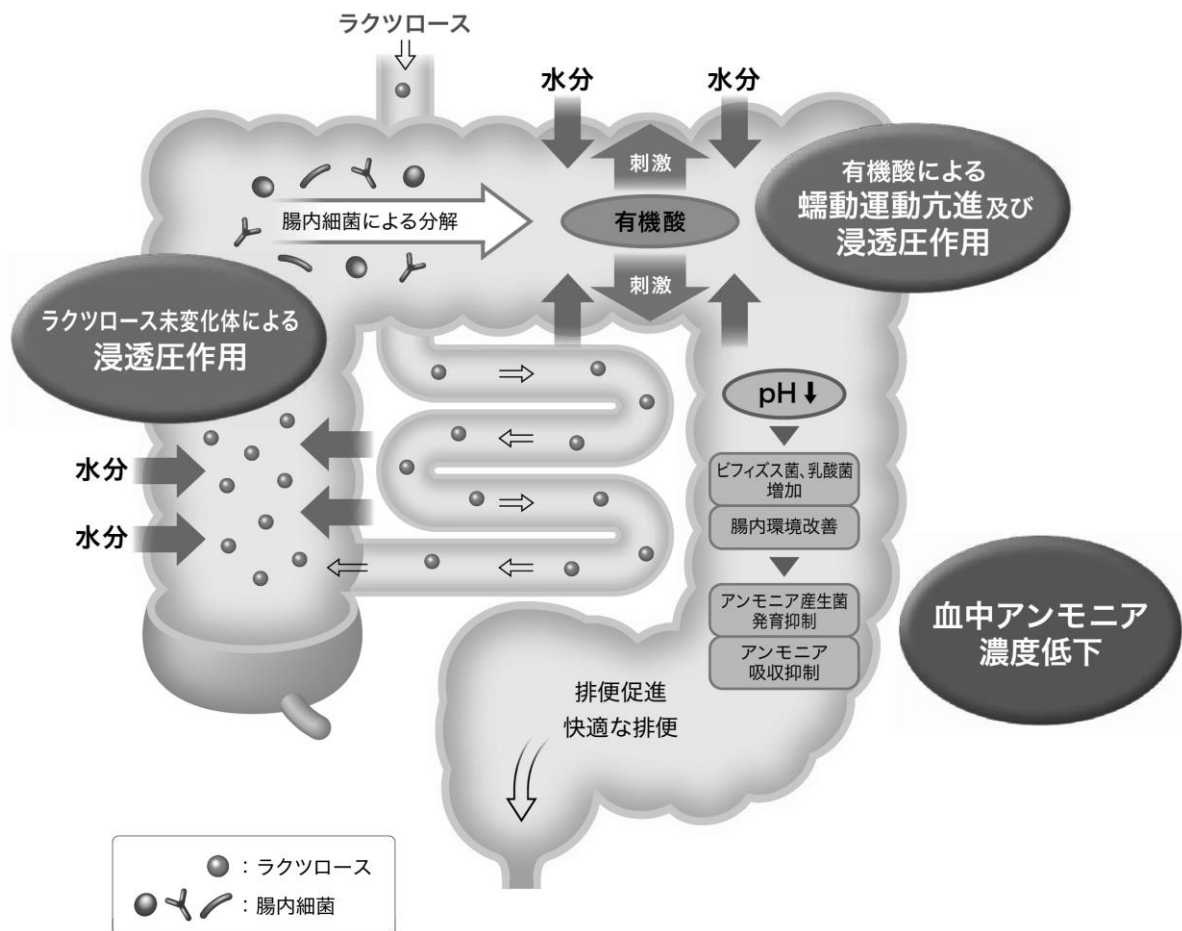 ラクツロース
水分
水分
刺激
腸内細菌による分解
有機酸
刺激
有機酸による
蠕動運動亢進及び
浸透圧作用
ラクツロース未変化体による
浸透圧作用
水分
水分
pH⬇
ビフィズス菌、乳酸菌
増加
腸内環境改善
アンモニア産生菌
発育抑制
アンモニア
吸収抑制
血中アンモニア
濃度低下
排便促進
快適な排便
：ラクツロース
：腸内細菌